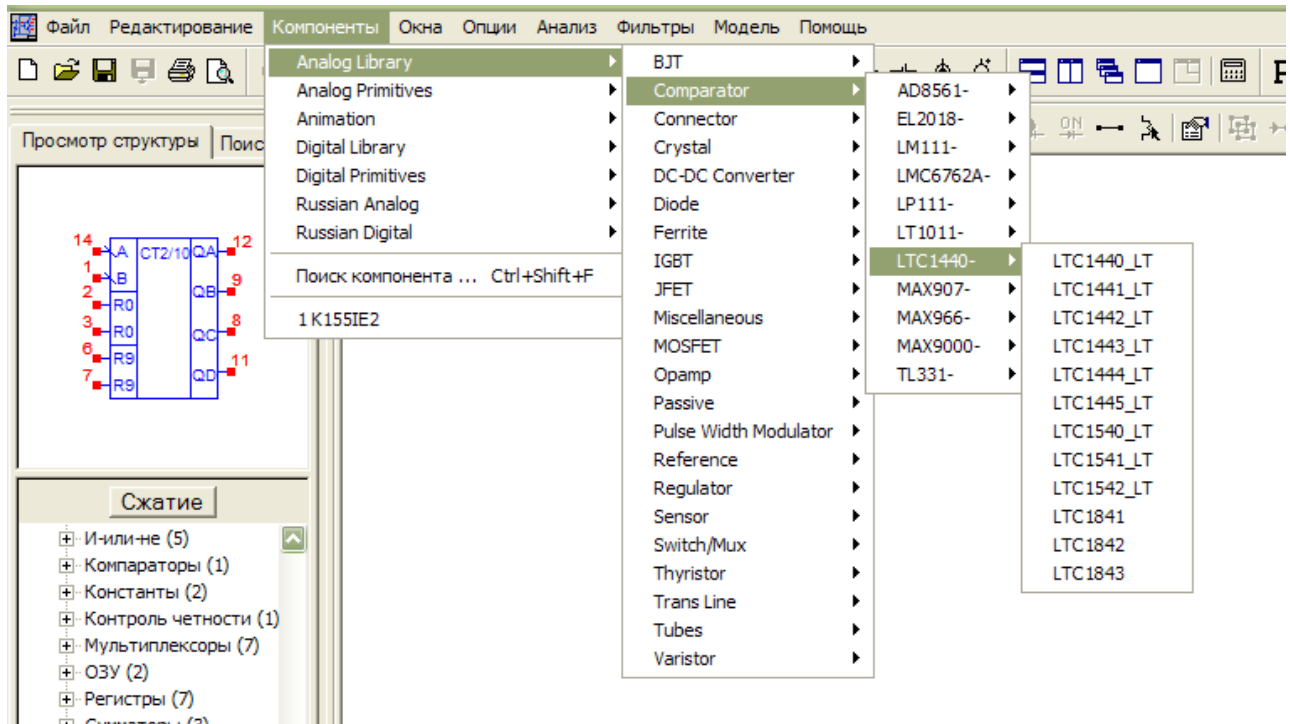 Файл Редактирование Компоненты Окна Опции Анализ Фильтры Модель Помощь
Просмотр структуры
14 A CT2/10 QA 12
1 B
QB 9
2 R0
3 R0
QC 8
6 R9
QD 11
7 R9
Сжатие
И-или-не (5)
Компараторы (1)
Константы (2)
Контроль четности (1)
Мультиплексоры (7)
ОЗУ (2)
Регистры (7)
Analog Library
Analog Primitives
Animation
Digital Library
Digital Primitives
Russian Analog
Russian Digital
Поиск компонента ... Ctrl+Shift+F
1 K155IE2
BJT
Comparator
Connector
Crystal
DC-DC Converter
Diode
Ferrite
IGBT
JFET
Miscellaneous
MOSFET
Opamp
Passive
Pulse Width Modulator
Reference
Regulator
Sensor
Switch/Mux
Thyristor
Trans Line
Tubes
Varistor
AD8561-
EL2018-
LM111-
LMC6762A-
LP111-
LT1011-
LTC1440-
MAX907-
MAX966-
MAX9000-
TL331-
LTC1440_LT
LTC1441_LT
LTC1442_LT
LTC1443_LT
LTC1444_LT
LTC1445_LT
LTC1540_LT
LTC1541_LT
LTC1542_LT
LTC1841
LTC1842
LTC1843
ON